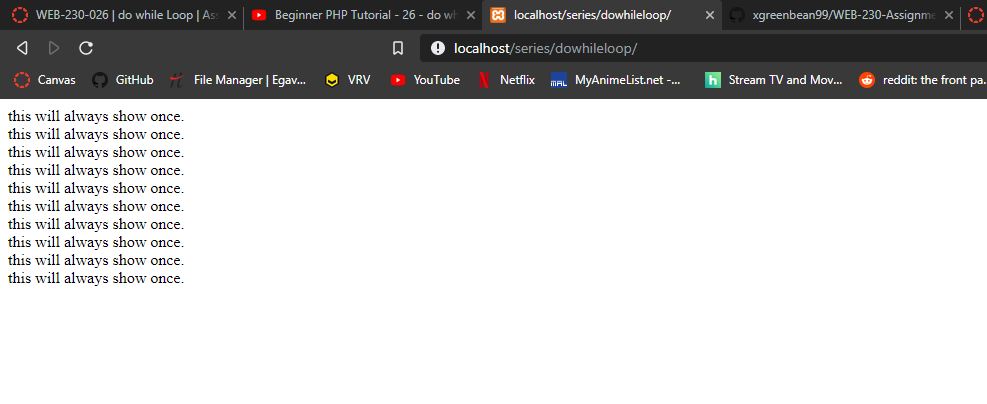 WEB-230-026 | do while Loop | Ass
Beginner PHP Tutorial - 26 - do wh
localhost/series/dowhileloop/
xgreenbean99/WEB-230-Assignme
localhost/series/dowhileloop/
Canvas GitHub File Manager | Egav... VRV YouTube Netflix MAL MyAnimeList.net -... h Stream TV and Mov... reddit: the front pa..
this will always show once.
this will always show once.
this will always show once.
this will always show once.
this will always show once.
this will always show once.
this will always show once.
this will always show once.
this will always show once.
this will always show once.